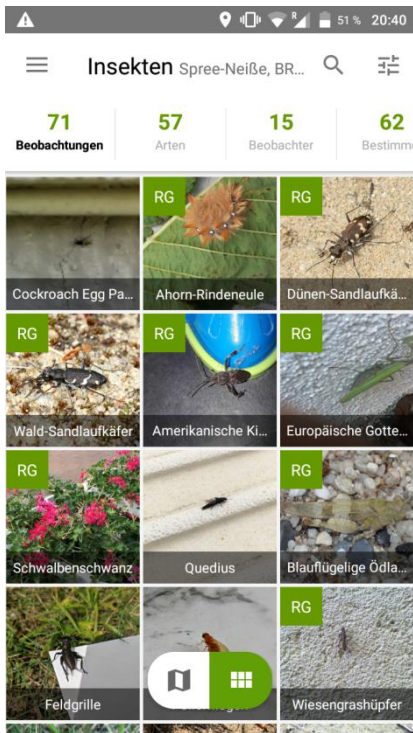 R 51 % 20:40
Insekten Spree-Neiße, BR...
71 57 15 62
Beobachtungen Arten Beobachter Bestimm
RG RG
Cockroach Egg Pa... Ahorn-Rindeneule Dünen-Sandlaufkä...
RG RG RG
Wald-Sandlaufkäfer Amerikanische Ki... Europäische Gotte...
RG RG
Schwalbenschwanz Quedius Blauflügelige Ödla...
RG
Feldgrille Wiesengrashüpfer